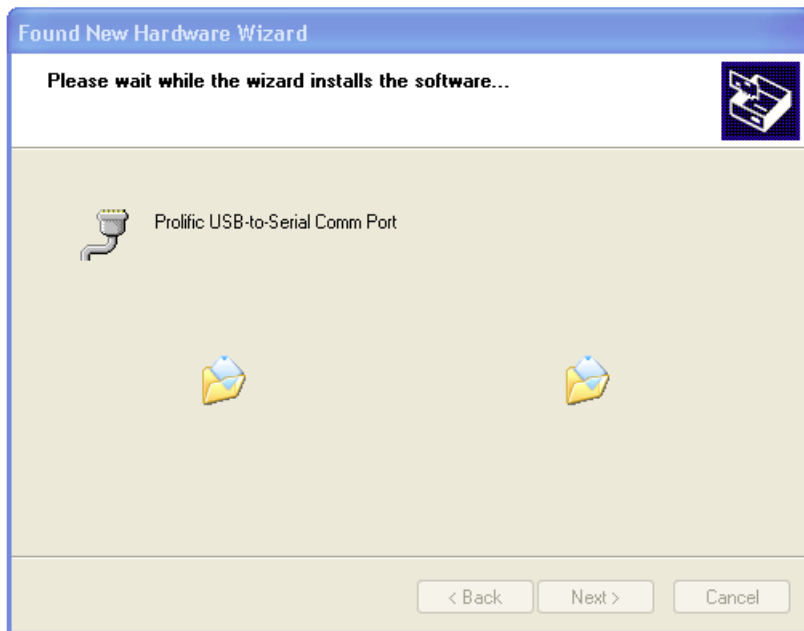 Found New Hardware Wizard
Please wait while the wizard installs the software...
Prolific USB-to-Serial Comm Port
< Back
Next >
Cancel